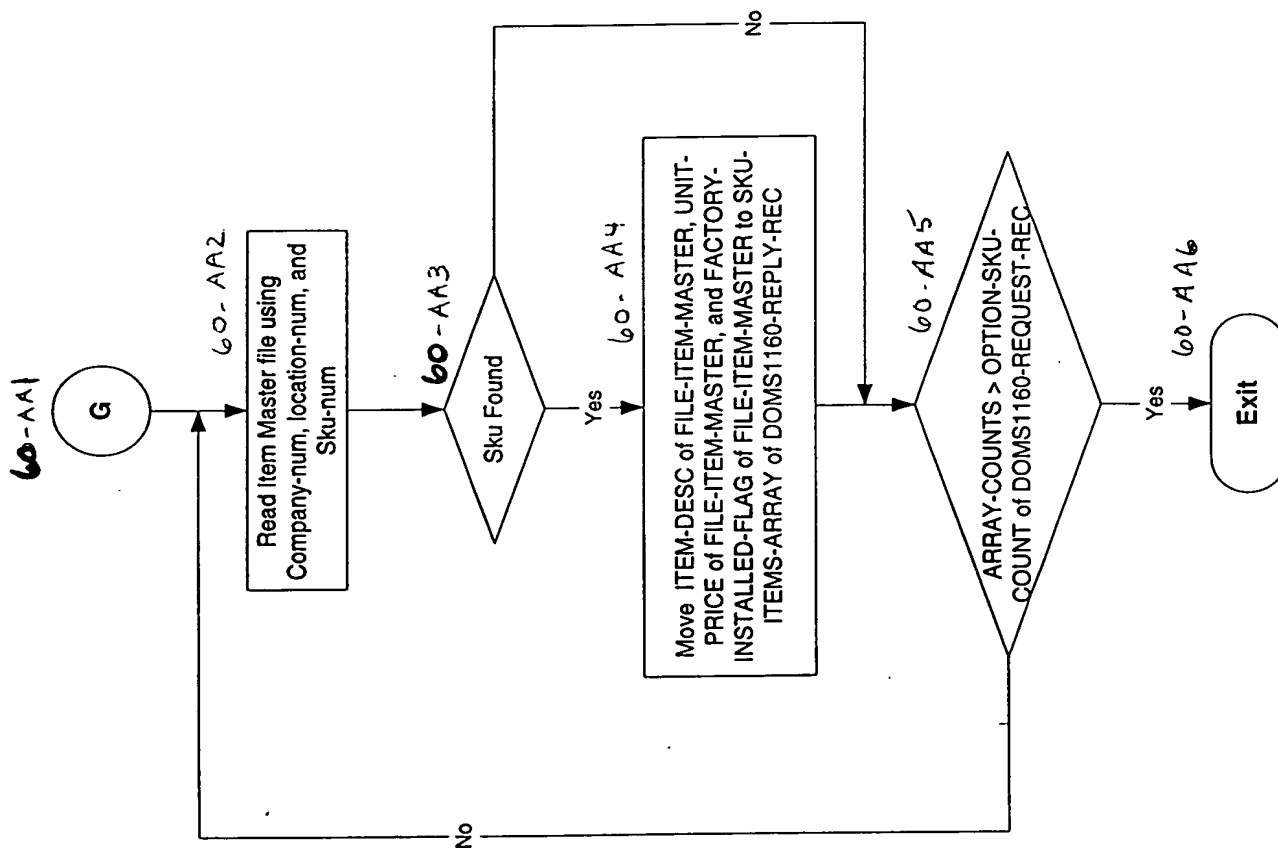 60-AA1
G
60-AA2
Read Item Master file using
Company-num, location-num, and
Sku-num
60-AA3
Sku Found
No
Yes
60-AA4
Move ITEM-DESC of FILE-ITEM-MASTER, UNIT-
PRICE of FILE-ITEM-MASTER, and FACTORY-
INSTALLED-FLAG of FILE-ITEM-MASTER to SKU-
ITEMS-ARRAY of DOMS1160-REPLY-REC
60-AA5
ARRAY-COUNTS > OPTION-SKU-
COUNT of DOMS1160-REQUEST-REC
No
Yes
60-AA6
Exit